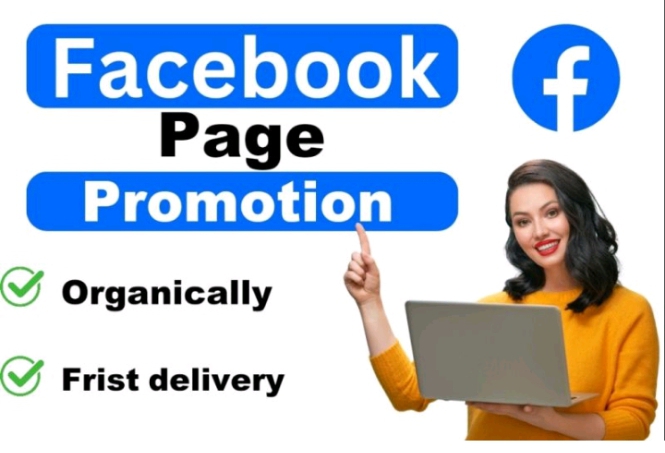 Facebook
Page
Promotion
Organically
Frist delivery